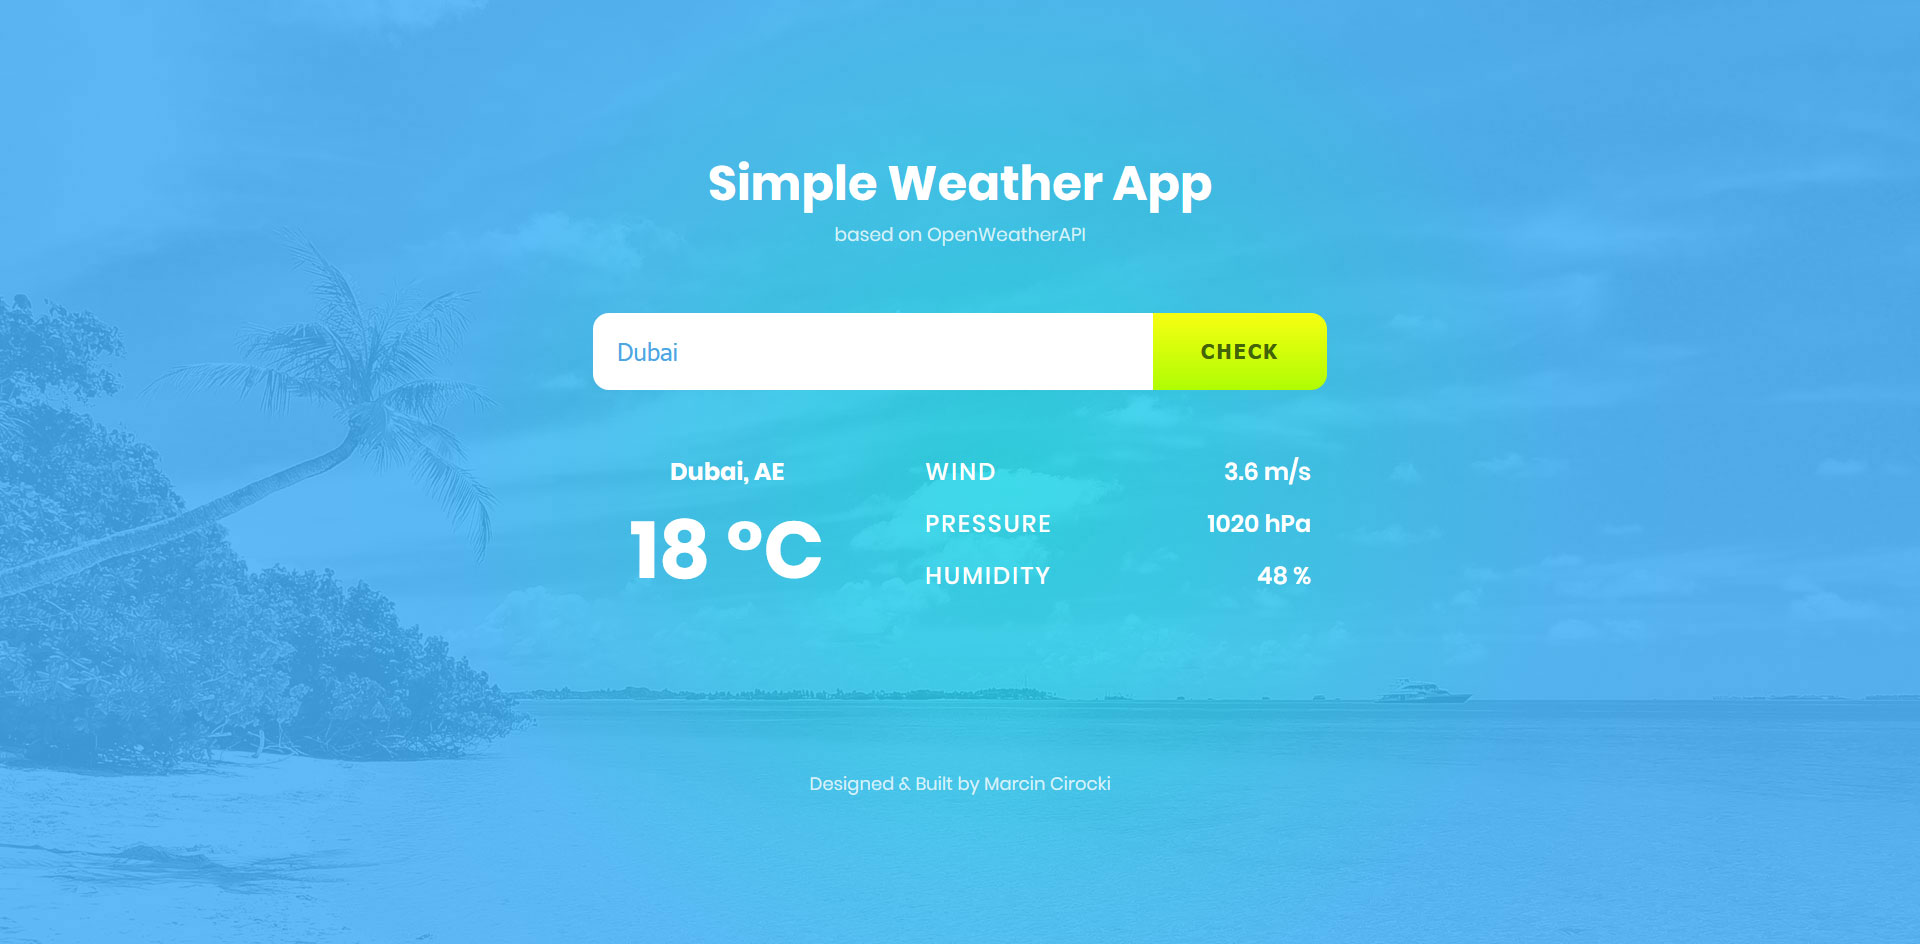 Simple Weather App
based on OpenWeatherAPI
Dubai
CHECK
Dubai, AE
18 °C
WIND 3.6 m/s
PRESSURE 1020 hPa
HUMIDITY 48 %
Designed & Built by Marcin Cirocki